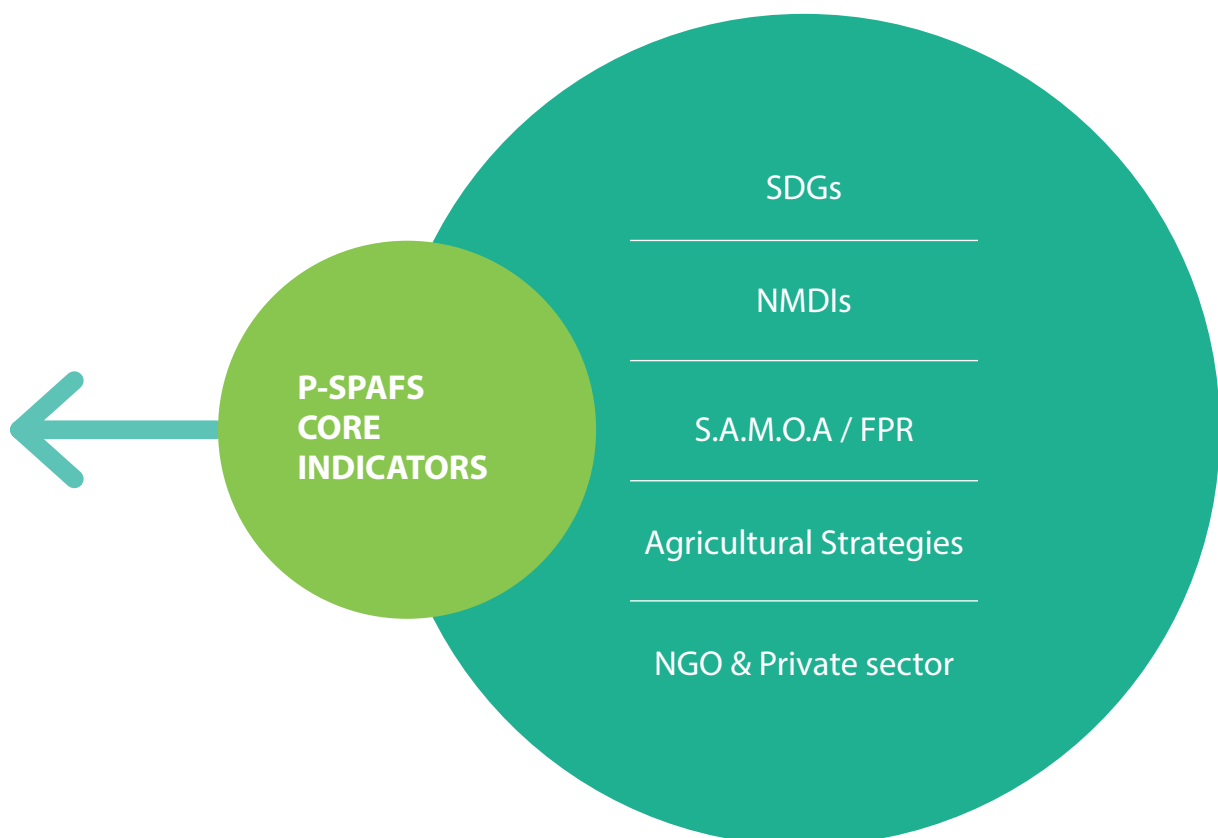 P-SPAFS
CORE
INDICATORS
SDGs
NMDIs
S.A.M.O.A / FPR
Agricultural Strategies
NGO & Private sector